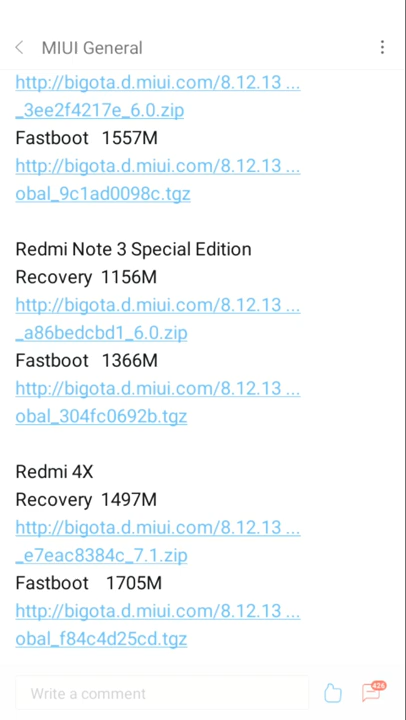 MIUI General
http://bigota.d.miui.com/8.12.13 ...
_3ee2f4217e_6.0.zip
Fastboot 1557M
http://bigota.d.miui.com/8.12.13 ...
obal_9c1ad0098c.tgz
Redmi Note 3 Special Edition
Recovery 1156M
http://bigota.d.miui.com/8.12.13 ...
_a86bedcbd1_6.0.zip
Fastboot 1366M
http://bigota.d.miui.com/8.12.13 ...
obal_304fc0692b.tgz
Redmi 4X
Recovery 1497M
http://bigota.d.miui.com/8.12.13 ...
_e7eac8384c_7.1.zip
Fastboot 1705M
http://bigota.d.miui.com/8.12.13 ...
obal_f84c4d25cd.tgz
Write a comment
426